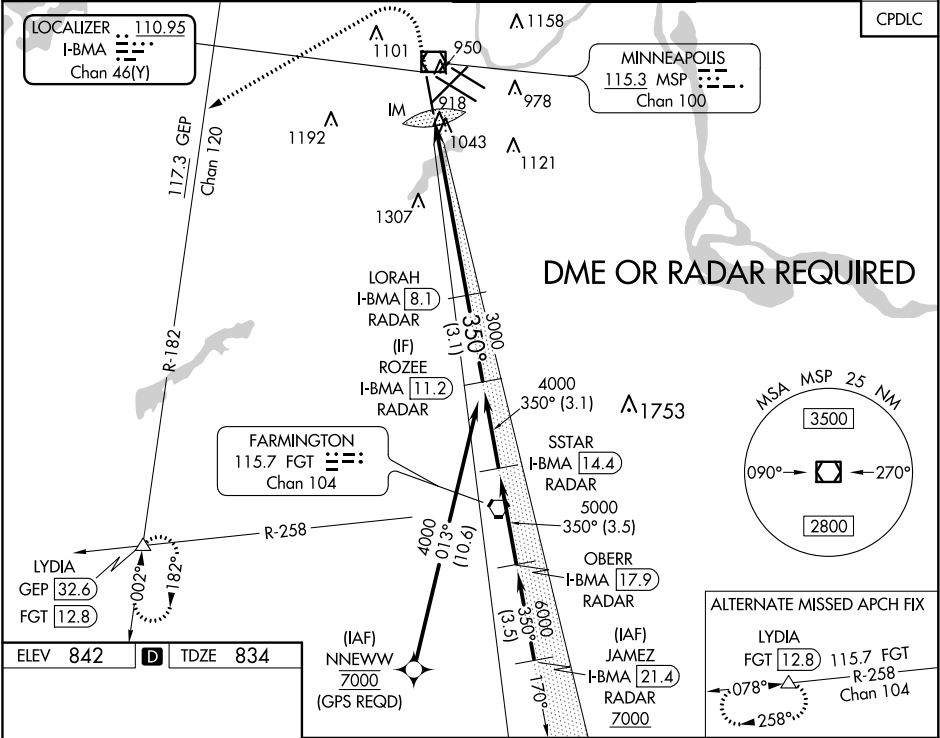 LOCALIZER 110.95
I-BMA
Chan 46(Y)
1101
950
1158
CPDLC
MINNEAPOLIS
115.3 MSP
Chan 100
978
IM
918
1043
1192
1121
117.3 GEP
Chan 120
1307
DME OR RADAR REQUIRED
LORAH
I-BMA 8.1
RADAR
350°
(3.1)
3000
R-182
(IF)
ROZEE
I-BMA 11.2
RADAR
4000
350° (3.1)
1753
MSA MSP 25 NM
3500
090°
270°
2800
FARMINGTON
115.7 FGT
Chan 104
SSTAR
I-BMA 14.4
RADAR
5000
350° (3.5)
R-258
4000
013°
(10.6)
LYDIA
GEP 32.6
FGT 12.8
002°
182°
OBERR
I-BMA 17.9
RADAR
6000
350°
(3.5)
(IAF)
JAMEZ
I-BMA 21.4
RADAR
7000
170°
(IAF)
NNEWW
7000
(GPS REQD)
ELEV 842 D TDZE 834
ALTERNATE MISSED APCH FIX
LYDIA
FGT 12.8 115.7 FGT
R-258
Chan 104
078°
258°